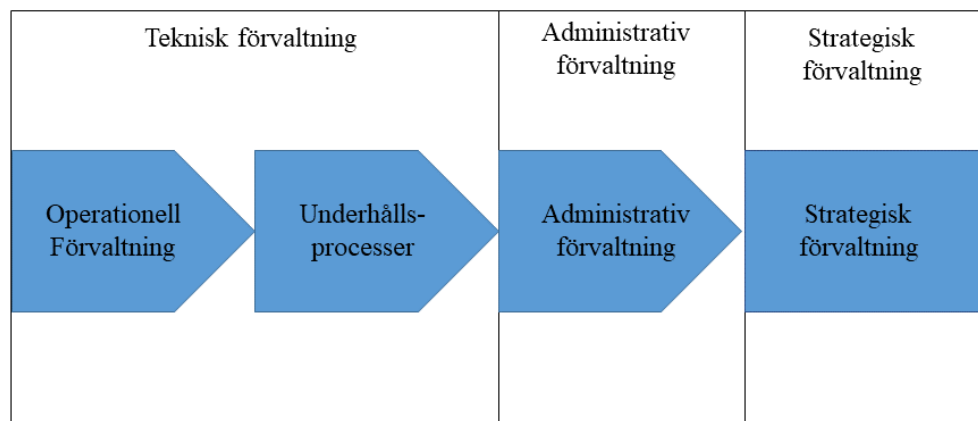 Teknisk förvaltning
Administrativ
förvaltning
Strategisk
förvaltning
Operationell
Förvaltning
Underhålls-
processer
Administrativ
förvaltning
Strategisk
förvaltning